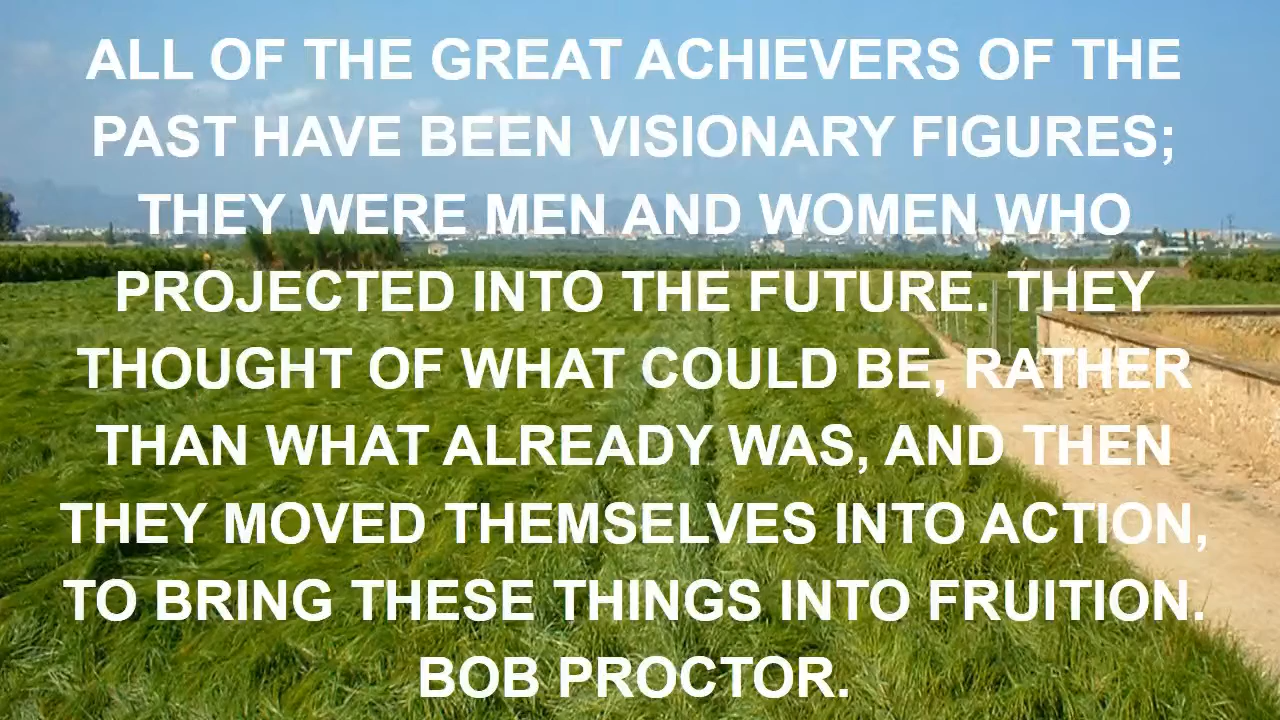 ALL OF THE GREAT ACHIEVERS OF THE
PAST HAVE BEEN VISIONARY FIGURES;
THEY WERE MEN AND WOMEN WHO
PROJECTED INTO THE FUTURE. THEY
THOUGHT OF WHAT COULD BE, RATHER
THAN WHAT ALREADY WAS, AND THEN
THEY MOVED THEMSELVES INTO ACTION,
TO BRING THESE THINGS INTO FRUITION.
BOB PROCTOR.